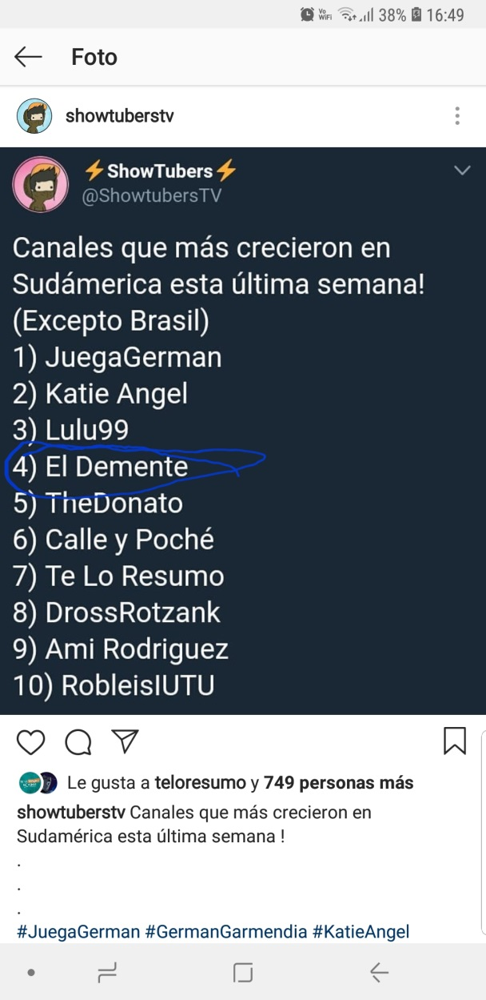 Vo WiFi 38% 16:49
Foto
showtuberstv
⚡ShowTubers⚡
@ShowtubersTV
Canales que más crecieron en
Sudámerica esta última semana!
(Excepto Brasil)
1) JuegaGerman
2) Katie Angel
3) Lulu99
4) El Demente
5) TheDonato
6) Calle y Poché
7) Te Lo Resumo
8) DrossRotzank
9) Ami Rodriguez
10) RobleisIUTU
Le gusta a teloresumo y 749 personas más
showtuberstv Canales que más crecieron en
Sudamérica esta última semana !
.
.
.
#JuegaGerman #GermanGarmendia #KatieAngel